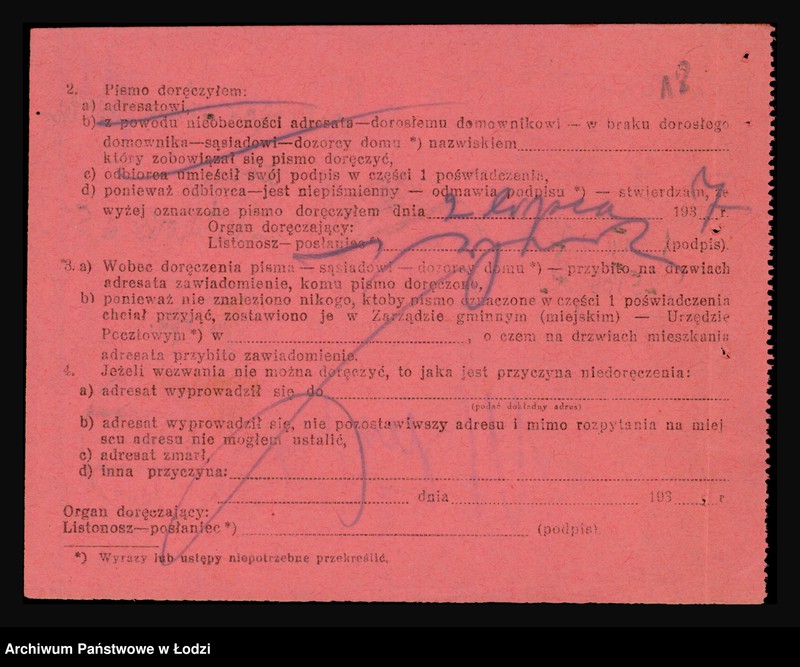 18
2. Pismo doręczyłem:
a) adresatowi,
b) z powodu nieobecności adresata—dorosłemu domownikowi — w braku dorosłego
domownika—sąsiadowi—dozorcy domu *) nazwiskiem
który zobowiązał się pismo doręczyć,
c) odbiorca umieścił swój podpis w części 1 poświadczenia,
d) ponieważ odbiorca—jest niepiśmienny — odmawia podpisu *) — stwierdzam, że
wyżej oznaczone pismo doręczyłem dnia 2 lipca 1937 r.
Organ doręczający:
Listonosz—posłaniec *) (podpis).
3. a) Wobec doręczenia pisma — sąsiadowi — dozorcy domu *) — przybito na drzwiach
adresata zawiadomienie, komu pismo doręczono,
b) ponieważ nie znaleziono nikogo, ktoby pismo oznaczone w części 1 poświadczenia
chciał przyjąć, zostawiono je w Zarządzie gminnym (miejskim) — Urzędzie
Pocztowym *) w , o czem na drzwiach mieszkania
adresata przybito zawiadomienie.
4. Jeżeli wezwania nie można doręczyć, to jaka jest przyczyna niedoręczenia:
a) adresat wyprowadził się do
(podać dokładny adres)
b) adresat wyprowadził się, nie pozostawiwszy adresu i mimo rozpytania na miej
scu adresu nie mogłem ustalić,
c) adresat zmarł,
d) inna przyczyna:
dnia 193 r
Organ doręczający:
Listonosz—posłaniec *) (podpis).
*) Wyrazy lub ustępy niepotrzebne przekreślić.
Archiwum Państwowe w Łodzi